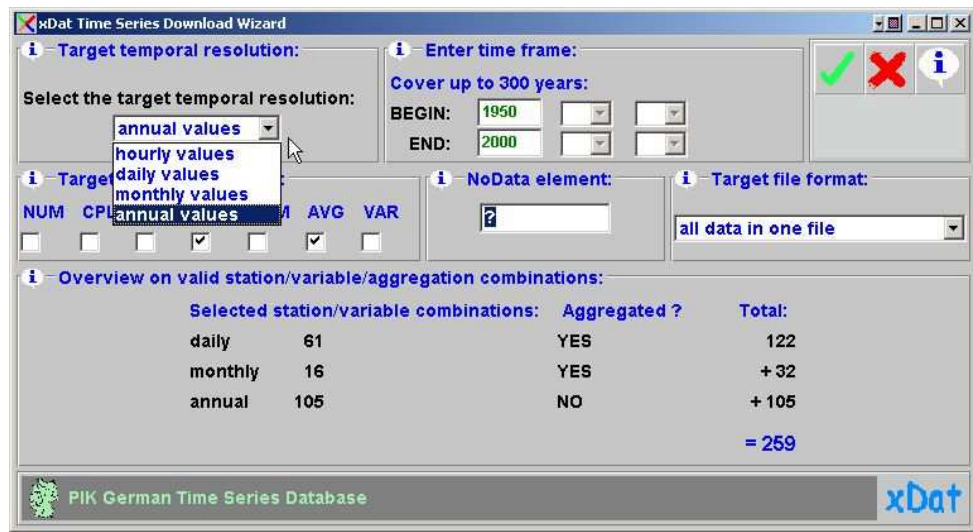 xDat Time Series Download Wizard
i Target temporal resolution:
Select the target temporal resolution:
annual values
hourly values
daily values
monthly values
annual values
i Enter time frame:
Cover up to 300 years:
BEGIN: 1950
END: 2000
i
i Target
NUM AVG VAR
i NoData element:
?
i Target file format:
all data in one file
i Overview on valid station/variable/aggregation combinations:
Selected station/variable combinations: Aggregated ? Total:
daily 61 YES 122
monthly 16 YES + 32
annual 105 NO + 105
= 259
PIK German Time Series Database
xDat